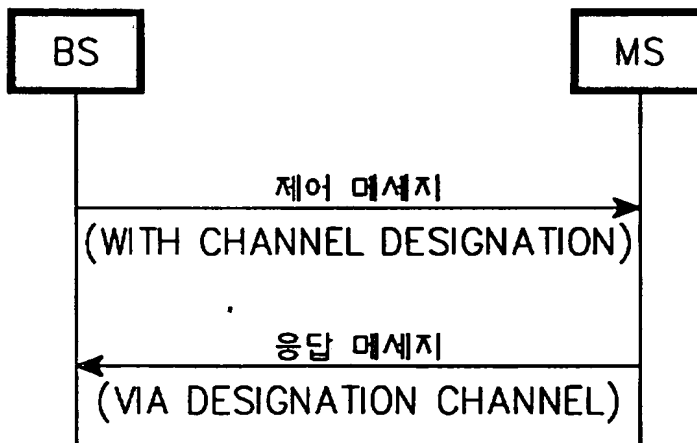 BS
MS
제어 메세지
(WITH CHANNEL DESIGNATION)
응답 메세지
(VIA DESIGNATION CHANNEL)